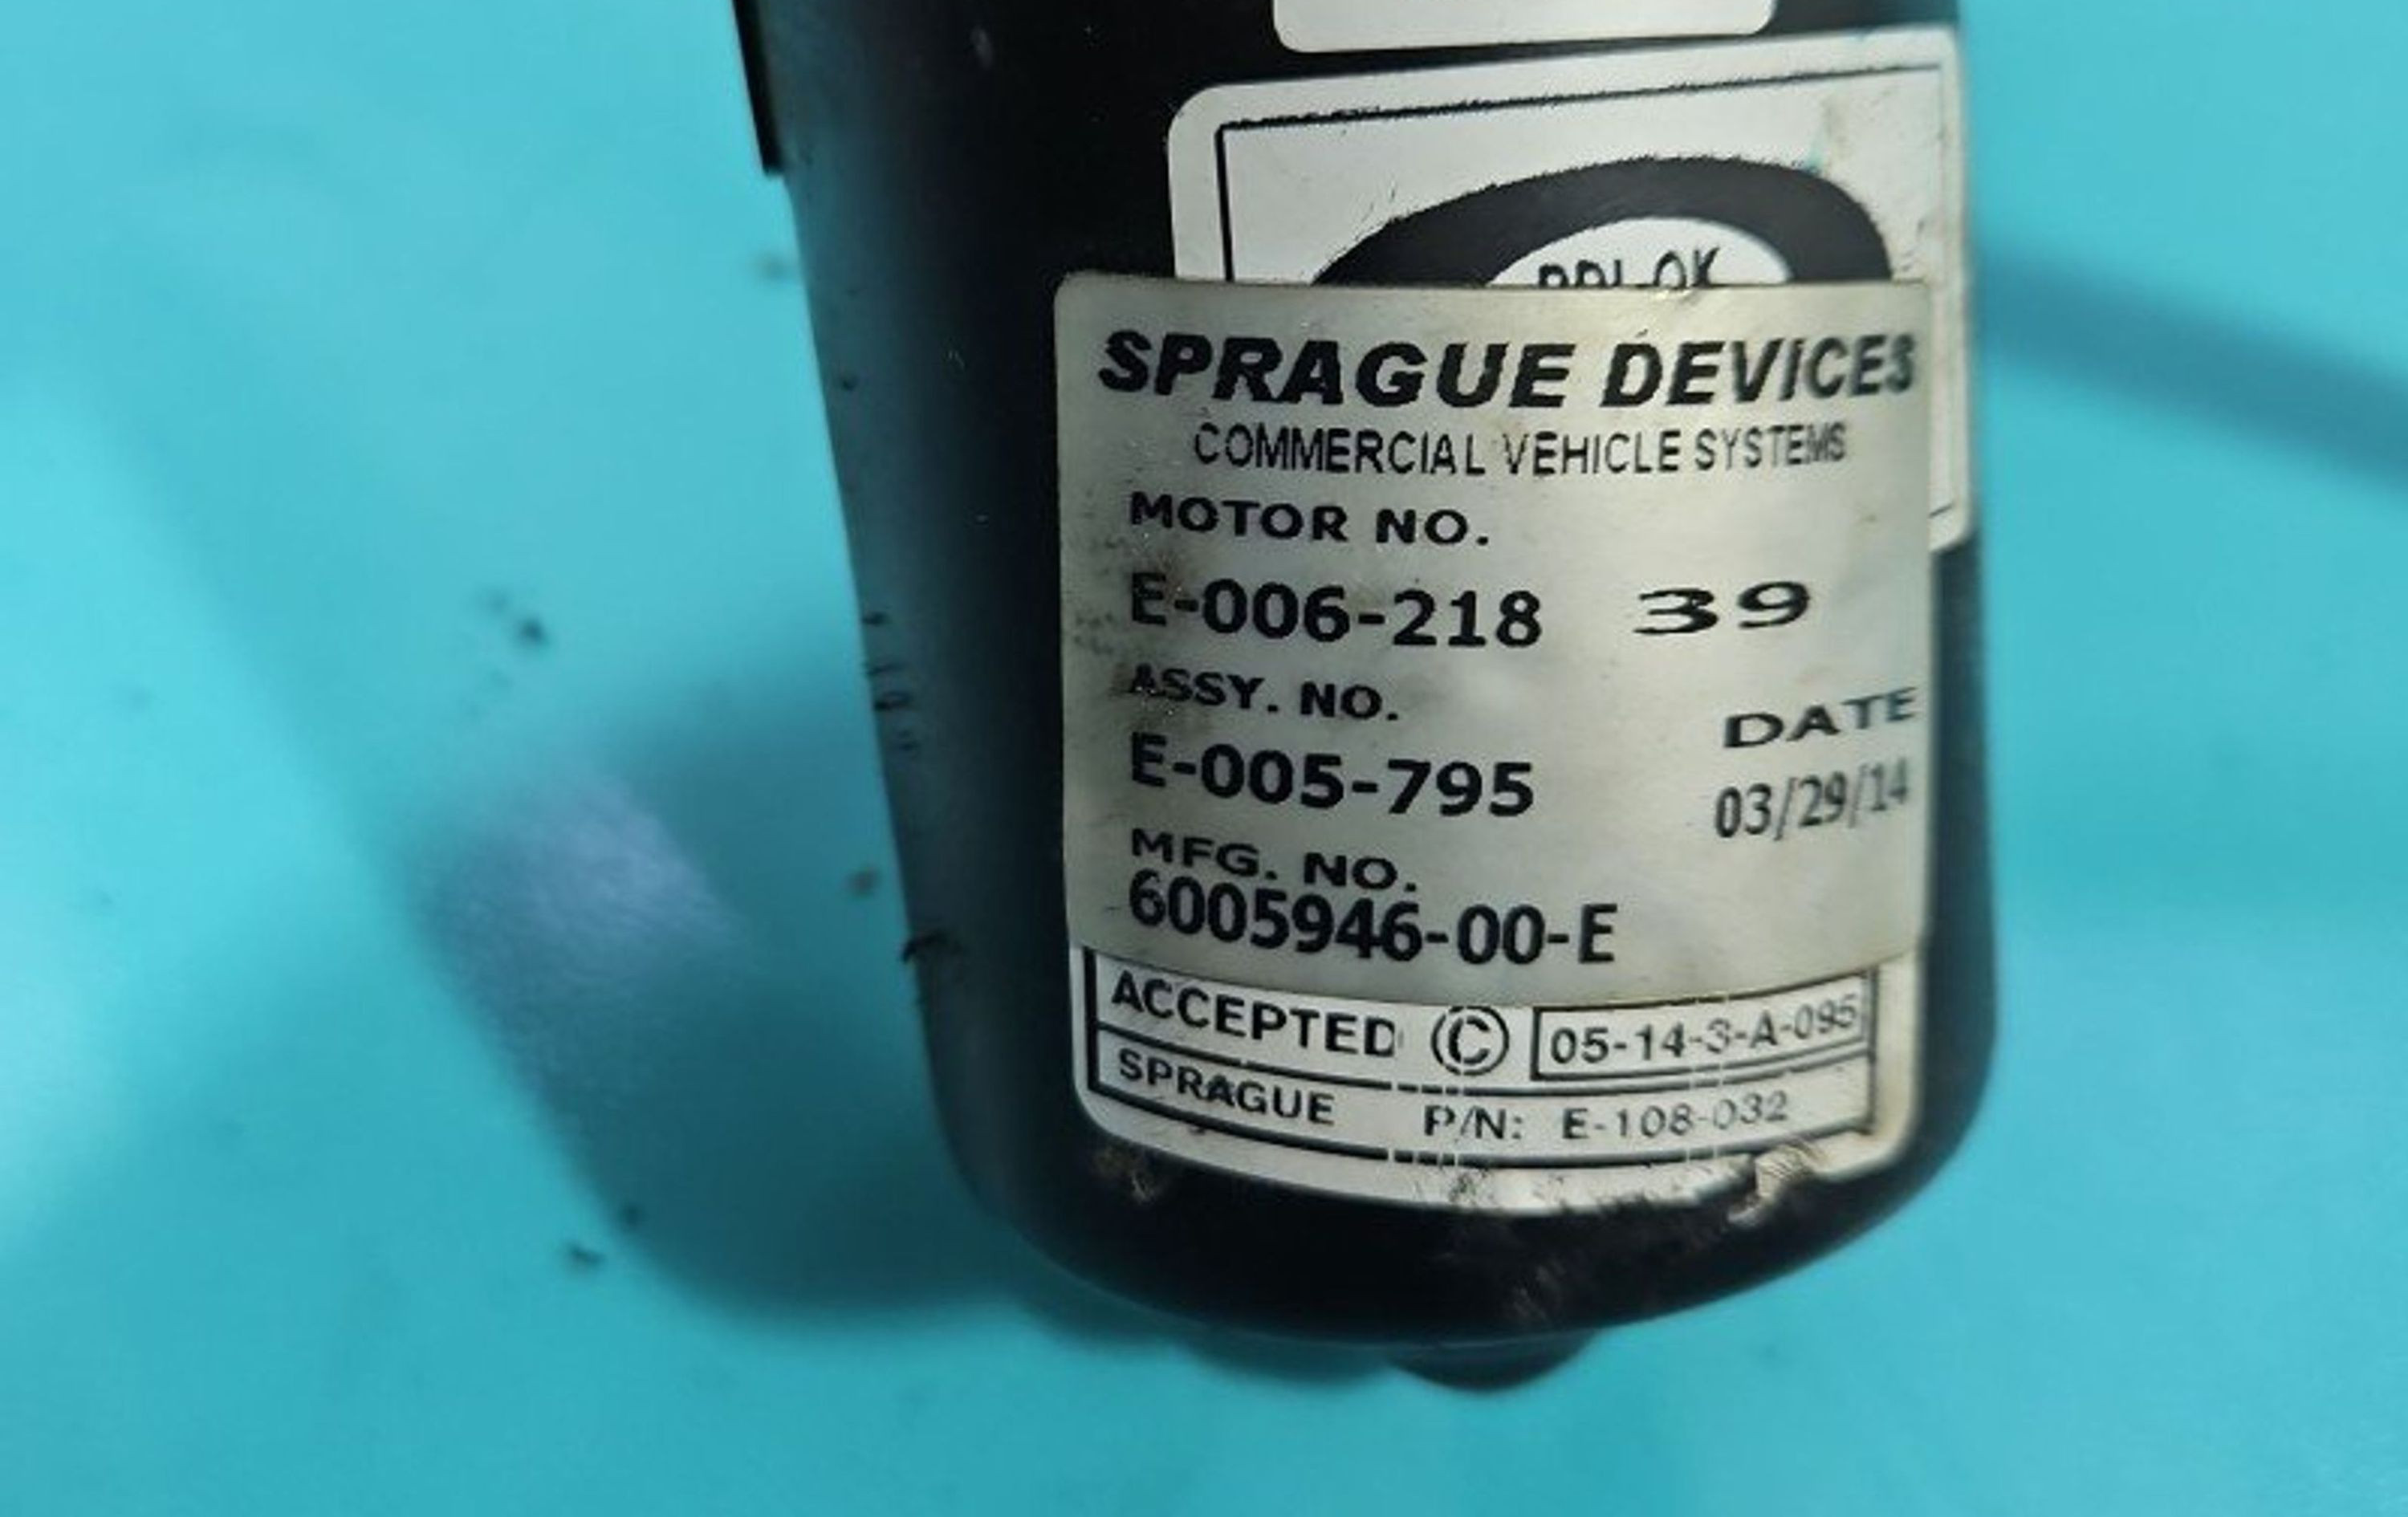 SPRAGUE DEVICES
COMMERCIAL VEHICLE SYSTEMS
MOTOR NO.
E-006-218 39
ASSY. NO.
E-005-795
DATE
03/29/14
MFG. NO.
6005946-00-E
ACCEPTED © 05-14-3-A-095
SPRAGUE P/N: E-108-032